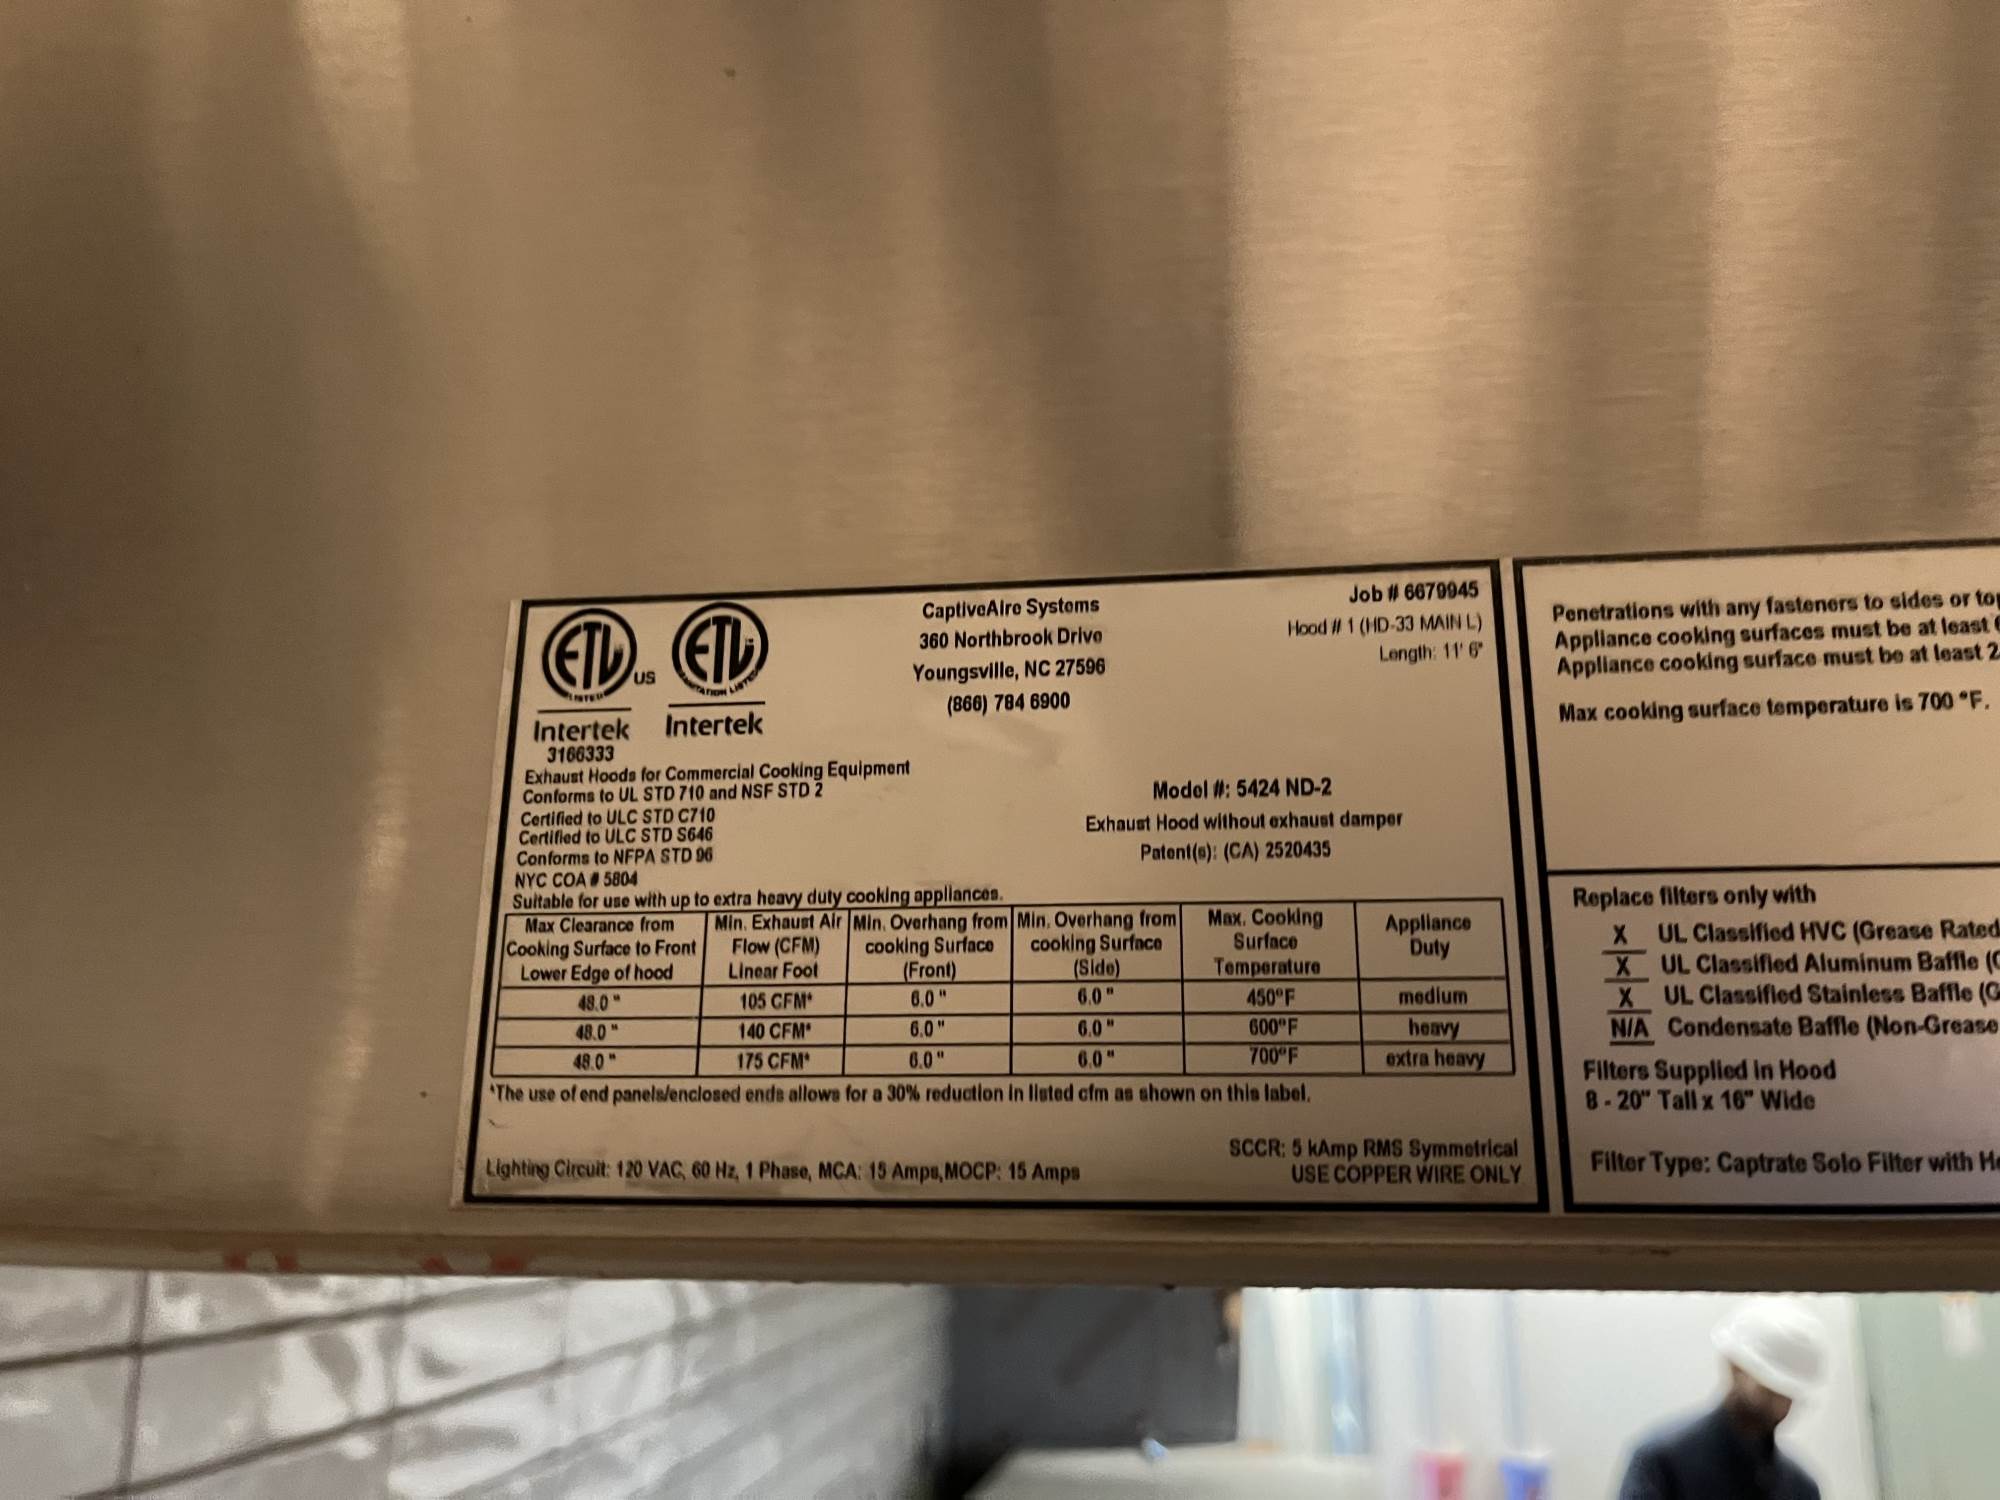 ETL
LISTED
US
Intertek
3166333
ETL
SANITATION LISTED
Intertek
CaptiveAire Systems
360 Northbrook Drive
Youngsville, NC 27596
(866) 784 6900
Job # 6679945
Hood # 1 (HD-33 MAIN L)
Length: 11' 6"
Exhaust Hoods for Commercial Cooking Equipment
Conforms to UL STD 710 and NSF STD 2
Certified to ULC STD C710
Certified to ULC STD S646
Conforms to NFPA STD 96
NYC COA # 5804
Suitable for use with up to extra heavy duty cooking appliances.
Model #: 5424 ND-2
Exhaust Hood without exhaust damper
Patent(s): (CA) 2520435
Max Clearance from Cooking Surface to Front Lower Edge of hood | Min. Exhaust Air Flow (CFM) Linear Foot | Min. Overhang from cooking Surface (Front) | Min. Overhang from cooking Surface (Side) | Max. Cooking Surface Temperature | Appliance Duty
48.0 " | 105 CFM* | 6.0 " | 6.0 " | 450°F | medium
48.0 " | 140 CFM* | 6.0 " | 6.0 " | 600°F | heavy
48.0 " | 175 CFM* | 6.0 " | 6.0 " | 700°F | extra heavy
*The use of end panels/enclosed ends allows for a 30% reduction in listed cfm as shown on this label.
SCCR: 5 kAmp RMS Symmetrical
Lighting Circuit: 120 VAC, 60 Hz, 1 Phase, MCA: 15 Amps, MOCP: 15 Amps
USE COPPER WIRE ONLY
Penetrations with any fasteners to sides or
Appliance cooking surfaces must be at least
Appliance cooking surface must be at least 2
Max cooking surface temperature is 700 °F.
Replace filters only with
X UL Classified HVC (Grease Rated
X UL Classified Aluminum Baffle (
X UL Classified Stainless Baffle (
N/A Condensate Baffle (Non-Grease
Filters Supplied in Hood
8 - 20" Tall x 16" Wide
Filter Type: Captrate Solo Filter with